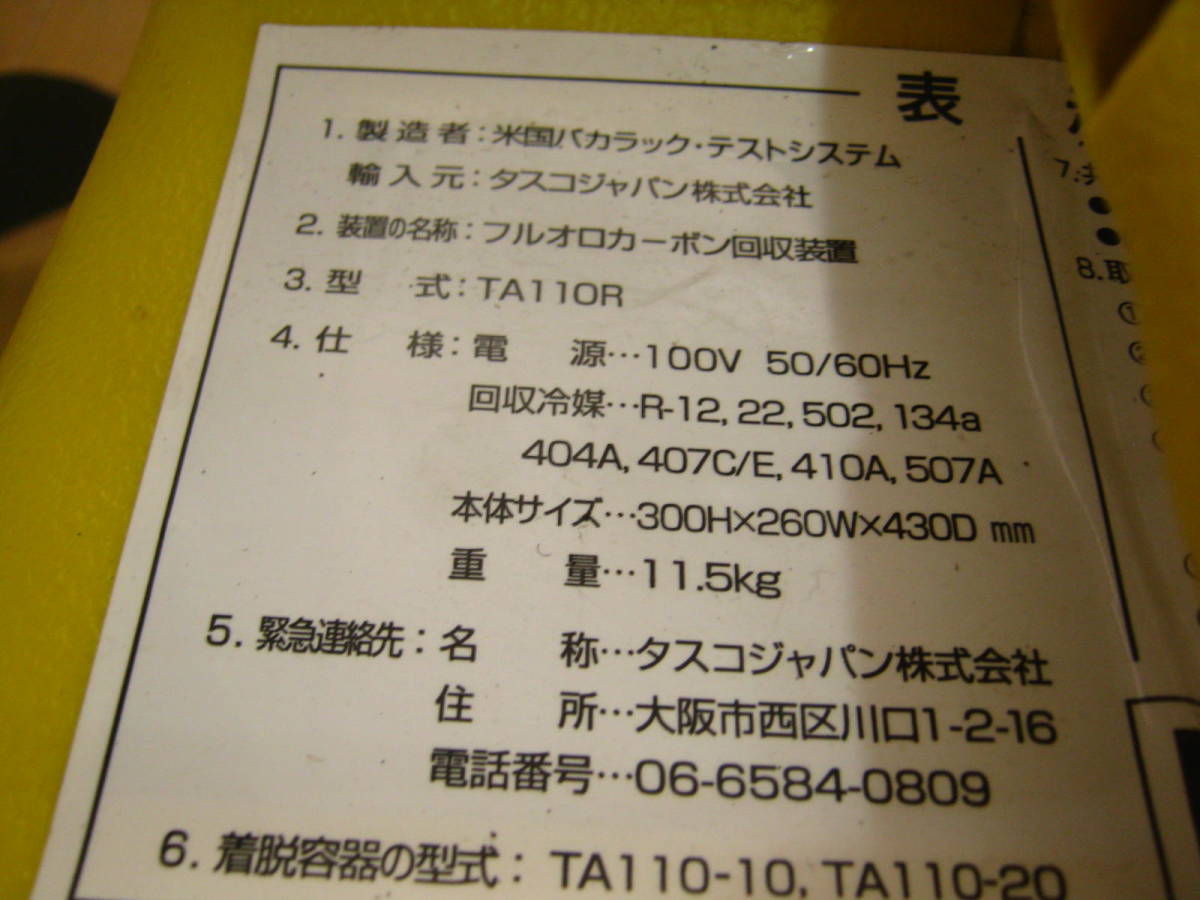 表
1. 製造者：米国バカラック・テストシステム
輸入元：タスコジャパン株式会社
2. 装置の名称：フルオロカーボン回収装置
3. 型　式：TA110R
4. 仕　様：電　源…100V 50/60Hz
回収冷媒…R-12, 22, 502, 134a
404A, 407C/E, 410A, 507A
本体サイズ…300H×260W×430D mm
重　量…11.5kg
5. 緊急連絡先：名　称…タスコジャパン株式会社
住　所…大阪市西区川口1-2-16
電話番号…06-6584-0809
6. 着脱容器の型式：TA110-10, TA110-20
7.
8.取
①
②